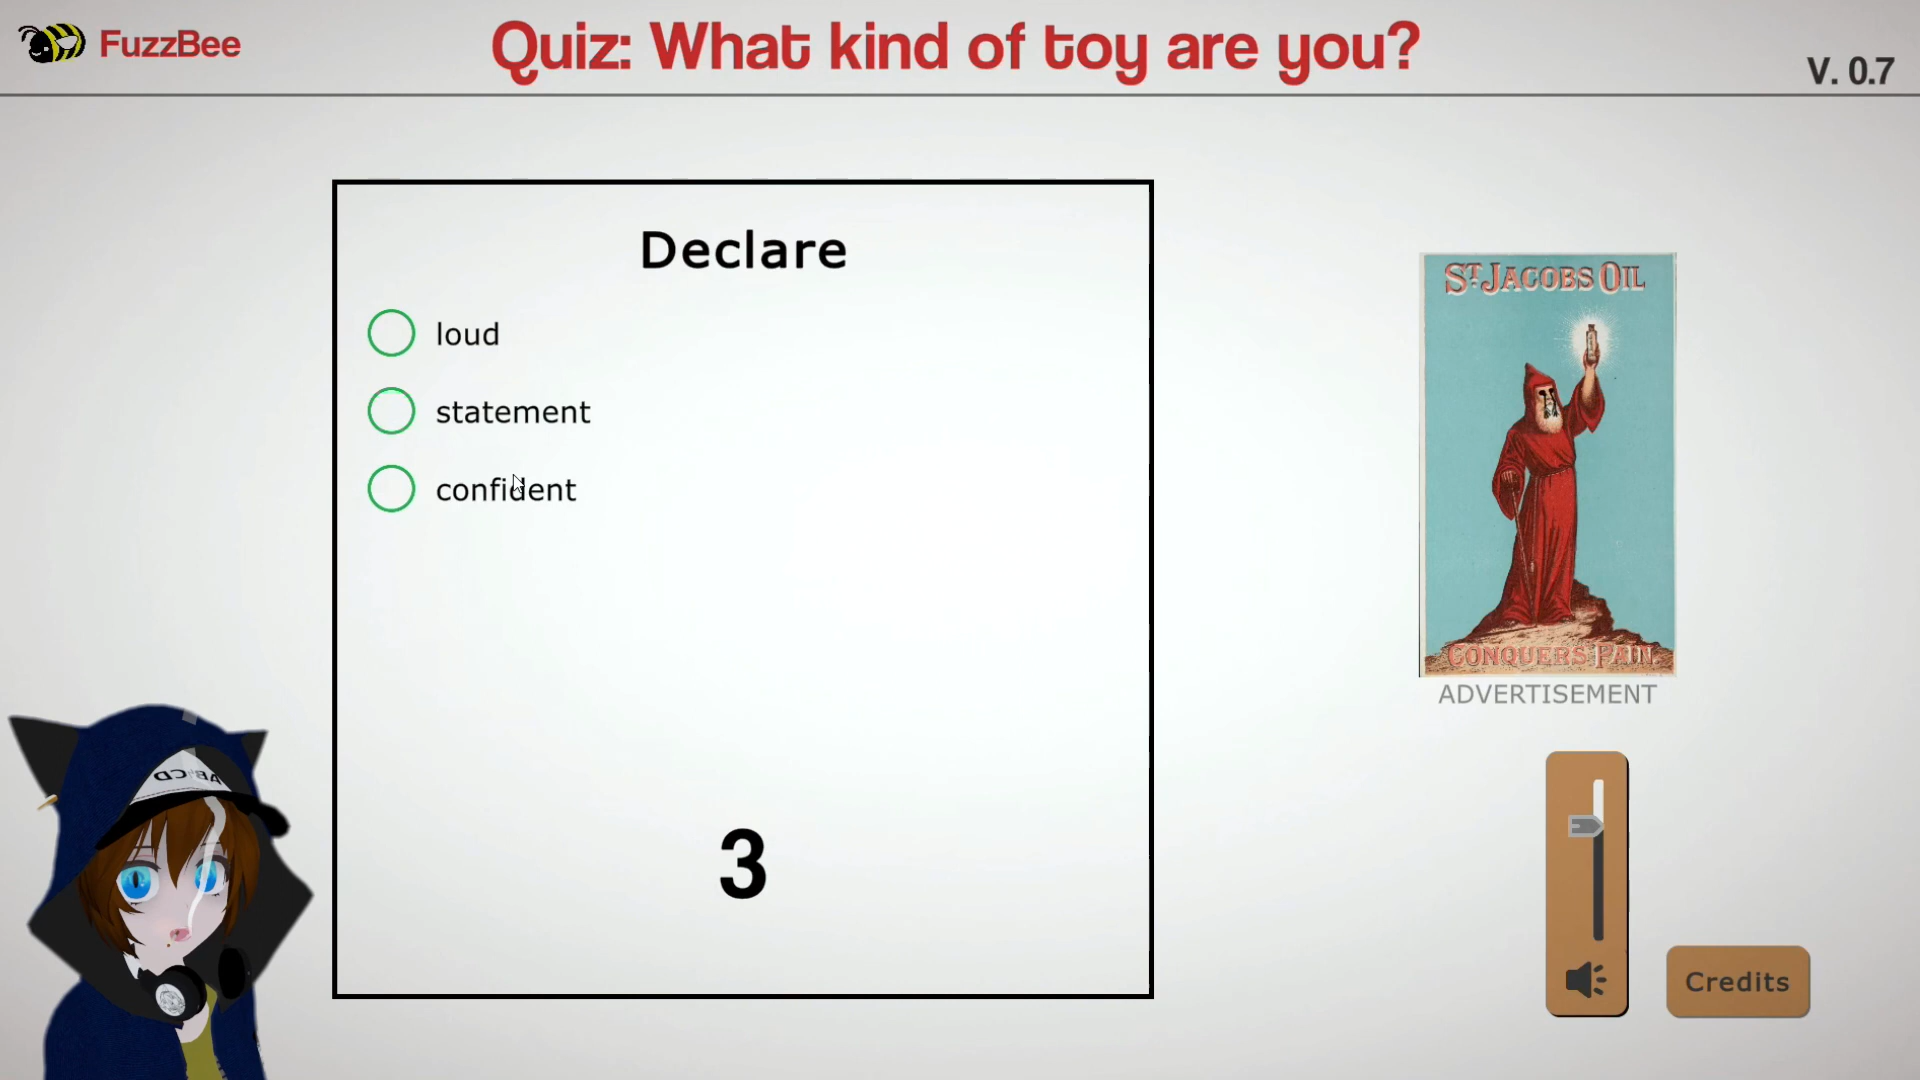 FuzzBee
Quiz: What kind of toy are you?
V. 0.7
Declare
loud
statement
confident
3
ST. JACOBS OIL
CONQUERS PAIN.
ADVERTISEMENT
Credits